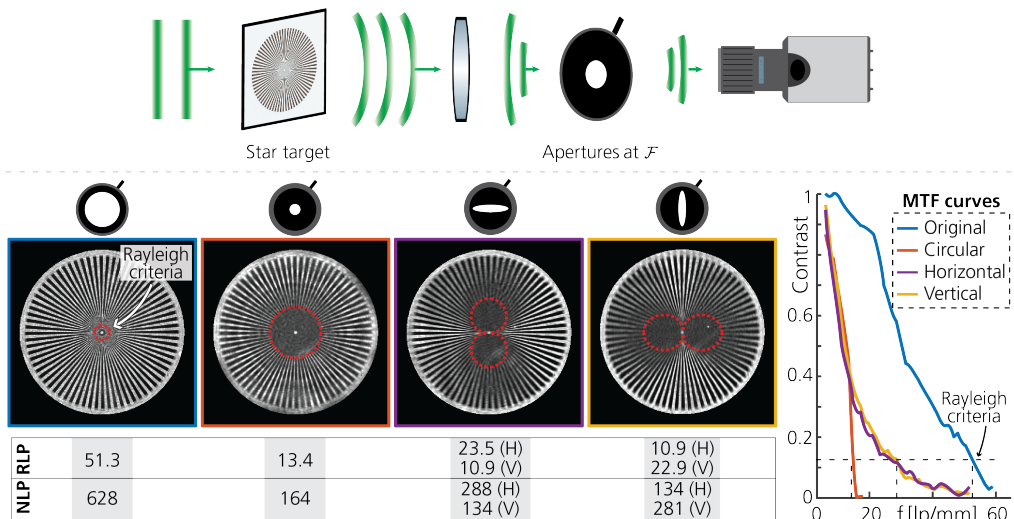 Star target
Apertures at ℱ
Rayleigh
criteria
RLP
51.3
13.4
23.5 (H)
10.9 (V)
10.9 (H)
22.9 (V)
NLP
628
164
288 (H)
134 (V)
134 (H)
281 (V)
MTF curves
Original
Circular
Horizontal
Vertical
Rayleigh
criteria
Contrast
1
0.8
0.6
0.4
0.2
0
0
20
f [lp/mm]
60